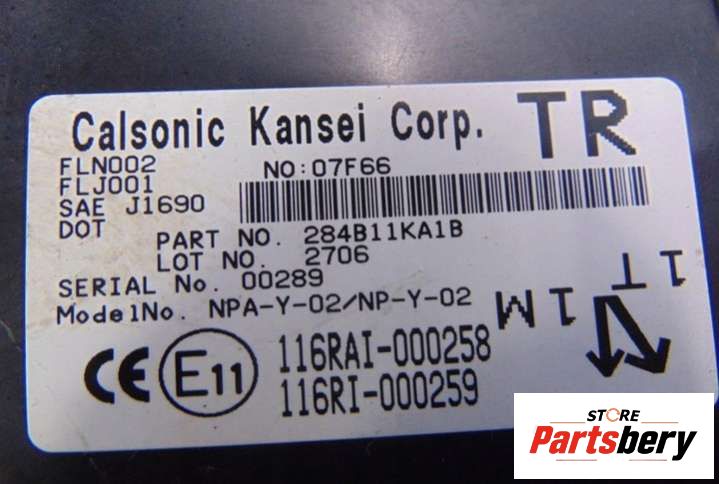 Calsonic Kansei Corp. TR
FLN002 NO:07F66
FLJ001
SAE J1690
DOT
PART NO. 284B11KA1B
LOT NO. 2706
SERIAL No. 00289
ModelNo. NPA-Y-02/NP-Y-02
1T
1M
CE E11 116RAI-000258
116RI-000259
STORE
Partsbery